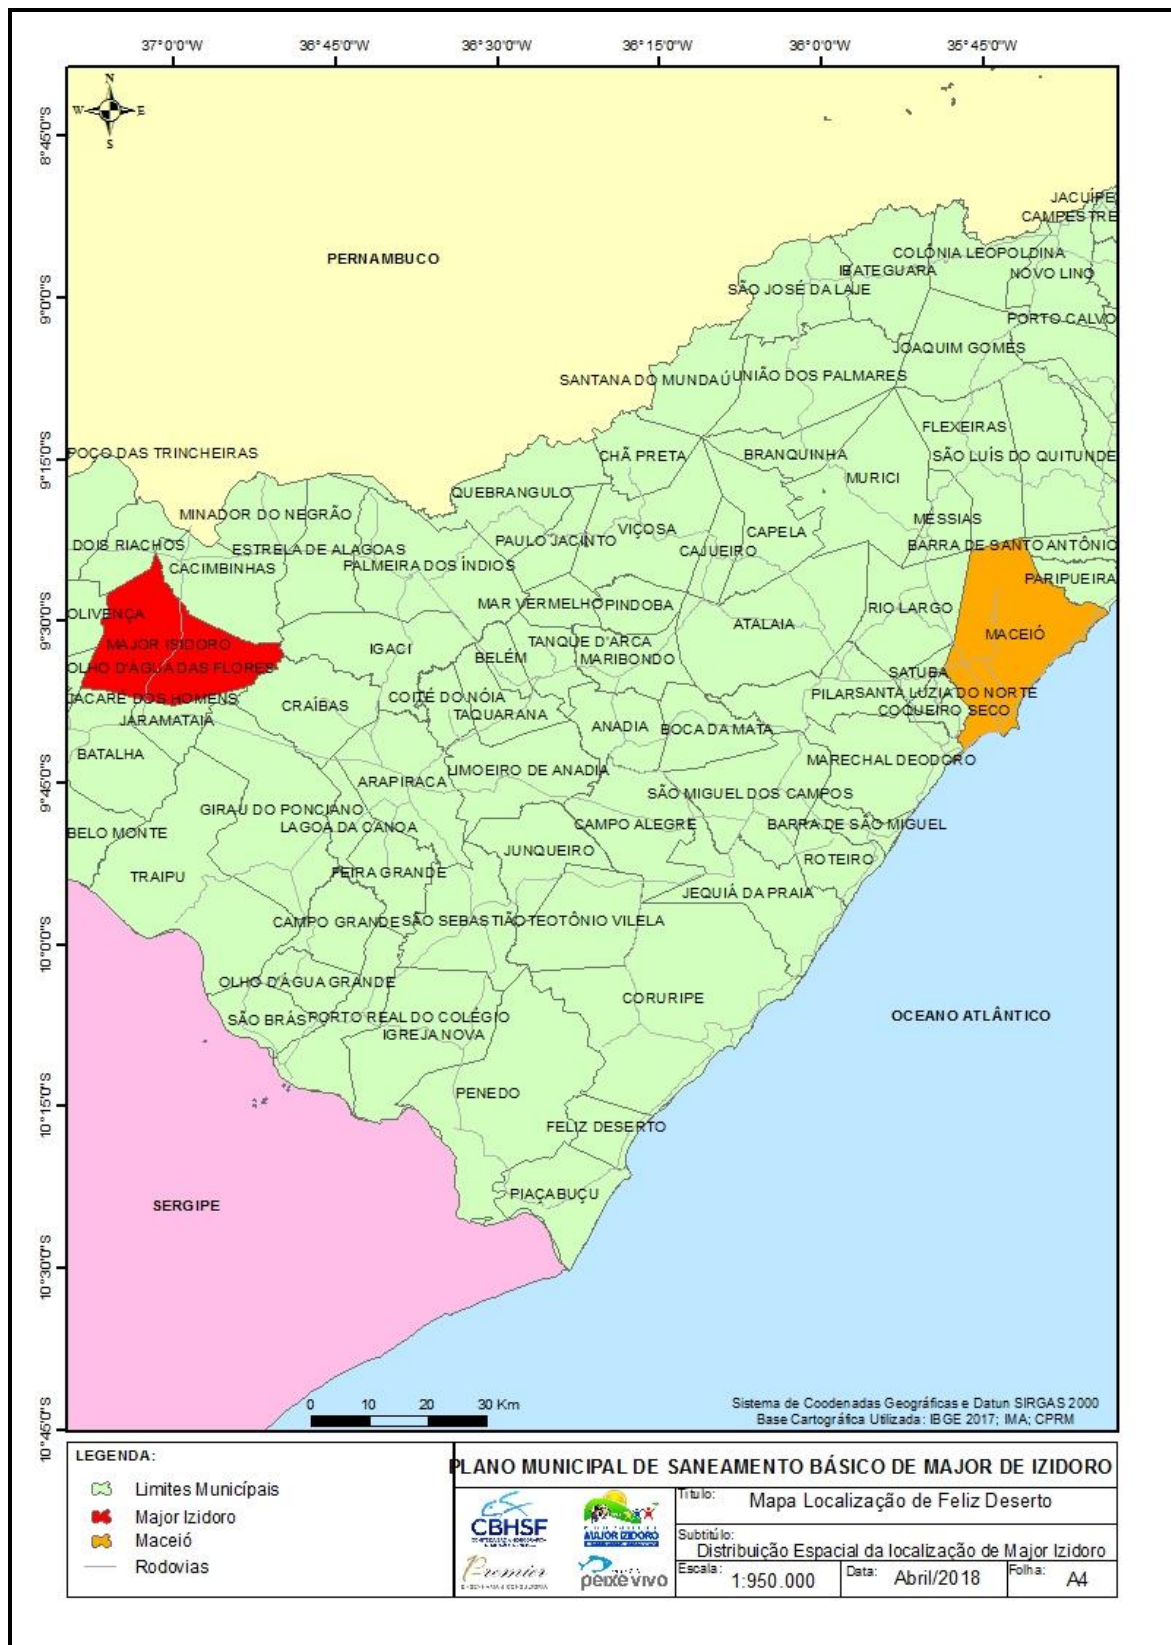 37°0'0"W 36°45'0"W 36°30'0"W 36°15'0"W 36°0'0"W 35°45'0"W
N
W E
S
8°45'0"S
9°0'0"S
9°15'0"S
9°30'0"S
9°45'0"S
10°0'0"S
10°15'0"S
10°30'0"S
10°45'0"S
JACUÍPE
CAMPESTRE
PERNAMBUCO
COLÔNIA LEOPOLDINA
IBATEGUARA
NOVO LINO
SÃO JOSÉ DA LAJE
PORTO CALVO
JOAQUIM GOMES
SANTANA DO MUNDAÚ
UNIÃO DOS PALMARES
FLEXEIRAS
POÇO DAS TRINCHEIRAS
CHÃ PRETA
BRANQUINHA
SÃO LUÍS DO QUITUNDE
MURICI
QUEBRANGULO
MINADOR DO NEGRÃO
MESSIAS
VIÇOSA
CAPELA
PAULO JACINTO
DOIS RIACHOS
ESTRELA DE ALAGOAS
CAJUEIRO
BARRA DE SANTO ANTÔNIO
CACIMBINHAS
PALMEIRA DOS ÍNDIOS
PARIPUEIRA
MAR VERMELHO
PINDOBA
RIO LARGO
OLIVENÇA
ATALAIA
MACEIÓ
MAJOR ISIDORO
IGACI
TANQUE D'ARCA
BELÉM
MARIBONDO
OLHO D'ÁGUA DAS FLORES
SATUBA
JACARÉ DOS HOMENS
CRAÍBAS
COITÉ DO NÓIA
PILAR
SANTA LUZIA DO NORTE
COQUEIRO SECO
JARAMATAIA
TAQUARANA
ANADIA
BOCA DA MATA
BATALHA
MARECHAL DEODORO
LIMOEIRO DE ANADIA
ARAPIRACA
SÃO MIGUEL DOS CAMPOS
GIRAU DO PONCIANO
LAGOA DA CANOA
CAMPO ALEGRE
BARRA DE SÃO MIGUEL
BELO MONTE
JUNQUEIRO
ROTEIRO
TRAIPU
FEIRA GRANDE
JEQUIÁ DA PRAIA
CAMPO GRANDE
SÃO SEBASTIÃO
TEOTÔNIO VILELA
OLHO D'ÁGUA GRANDE
CORURIPE
SÃO BRÁS
PORTO REAL DO COLÉGIO
OCEANO ATLÂNTICO
IGREJA NOVA
PENEDO
FELIZ DESERTO
PIAÇABUÇU
SERGIPE
0 10 20 30 Km
Sistema de Coodenadas Geográficas e Datun SIRGAS 2000
Base Cartográfica Utilizada: IBGE 2017; IMA; CPRM
LEGENDA:
Limites Municípais
Major Izidoro
Maceió
Rodovias
PLANO MUNICIPAL DE SANEAMENTO BÁSICO DE MAJOR DE IZIDORO
CBHSF
MAJOR IZIDORO
Premier
peixe vivo
Titulo: Mapa Localização de Feliz Deserto
Subtitúlo:
Distribuição Espacial da localização de Major Izidoro
Escala: 1:950.000 Data: Abril/2018 Folha: A4